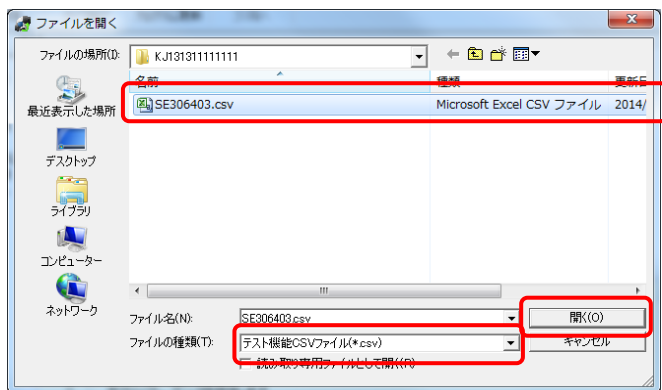 ファイルを開く
ファイルの場所(I):
KJ131311111111
名前
種類
SE306403.csv
Microsoft Excel CSV ファイル
2014/
最近表示した場所
デスクトップ
ライブラリ
コンピューター
ネットワーク
ファイル名(N):
SE306403.csv
開く(O)
ファイルの種類(T):
テスト機能CSVファイル(*.csv)
キャンセル
読み取り専用ファイルとして開く(R)